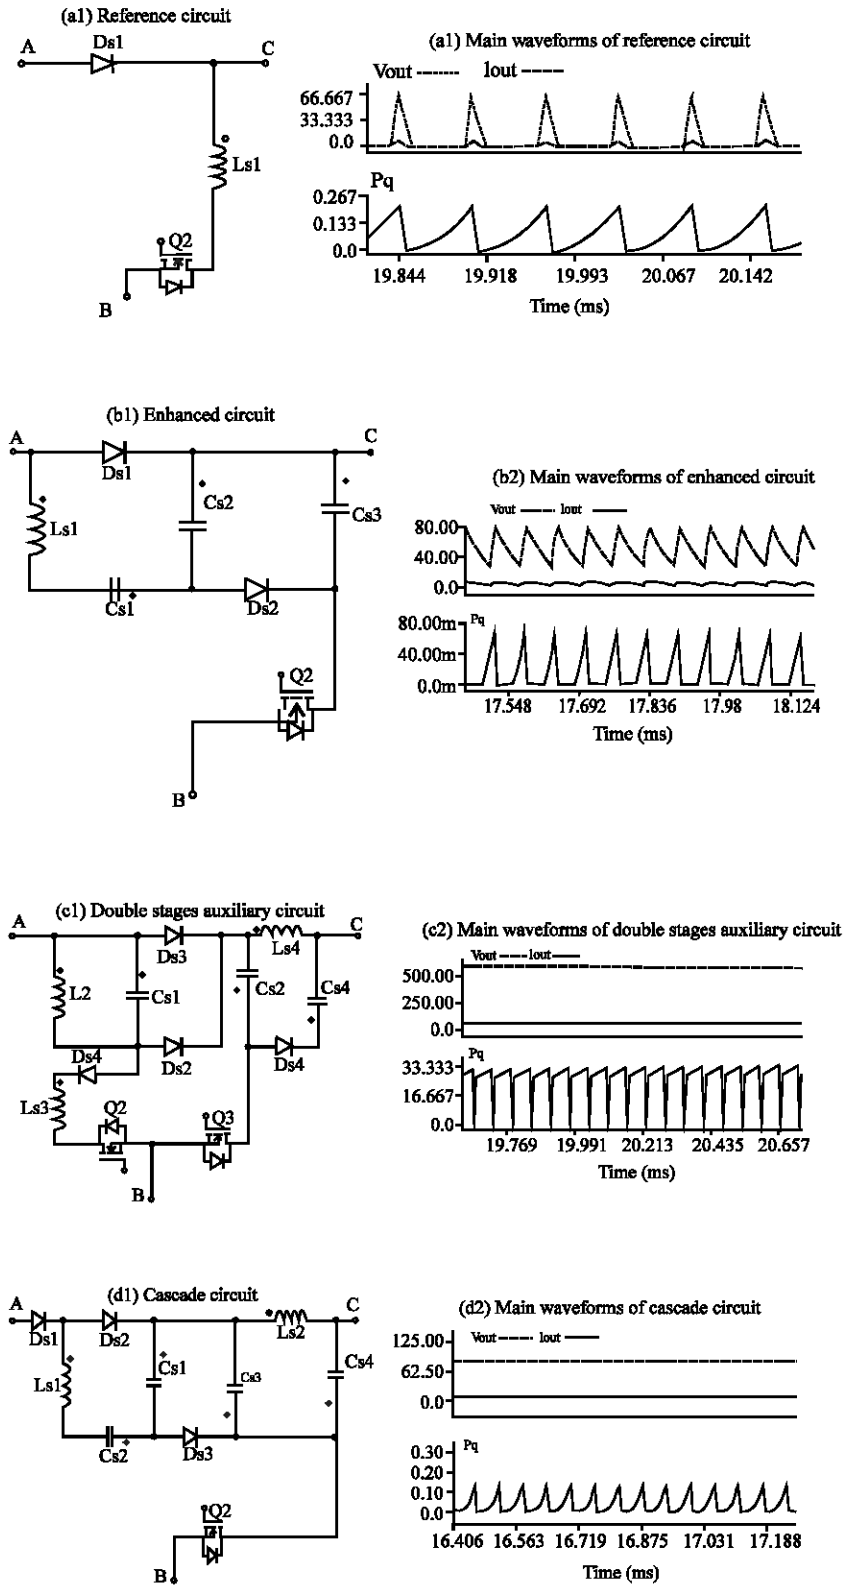 (a1) Reference circuit
A
Ds1
C
Ls1
Q2
B
(a1) Main waveforms of reference circuit
Vout Iout
66.667
33.333
0.0
Pq
0.267
0.133
0.0
19.844 19.918 19.993 20.067 20.142
Time (ms)
(b1) Enhanced circuit
A
C
Ds1
Cs2
Cs3
Ls1
Cs1
Ds2
Q2
B
(b2) Main waveforms of enhanced circuit
Vout Iout
80.00
40.00
0.0
80.00m
Pq
40.00m
0.0m
17.548 17.692 17.836 17.98 18.124
Time (ms)
(c1) Double stages auxiliary circuit
A
C
Ds3
Ls4
L2
Cs1
Cs2
Cs4
Ds4
Ds2
Ds4
Ls3
Q2
Q3
B
(c2) Main waveforms of double stages auxiliary circuit
Vout Iout
500.00
250.00
0.0
Pq
33.333
16.667
0.0
19.769 19.991 20.213 20.435 20.657
Time (ms)
(d1) Cascade circuit
A
C
Ds1
Ds2
Ls2
Ls1
Cs1
Cs3
Cs4
Cs2
Ds3
Q2
B
(d2) Main waveforms of cascade circuit
Vout Iout
125.00
62.50
0.0
Pq
0.30
0.20
0.10
0.0
16.406 16.563 16.719 16.875 17.031 17.188
Time (ms)